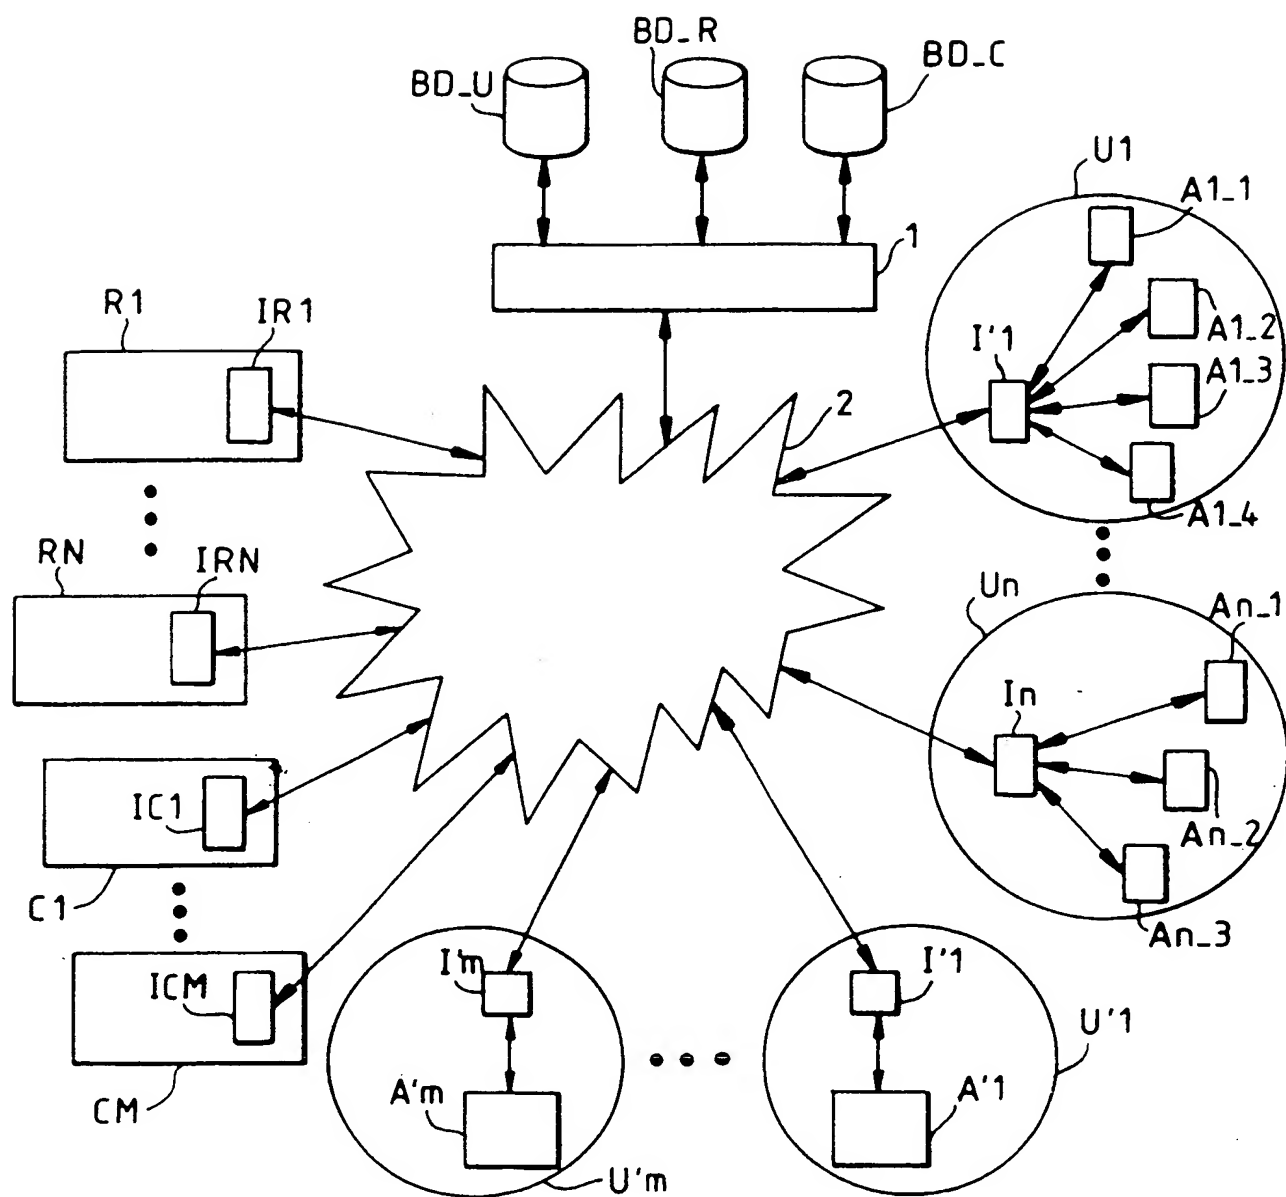 BD_U
BD_R
BD_C
1
U1
A1_1
A1_2
A1_3
A1_4
I'1
R1
IR1
2
RN
IRN
Un
An_1
In
An_2
An_3
IC1
C1
ICM
CM
I'm
A'm
U'm
I'1
U'1
A'1